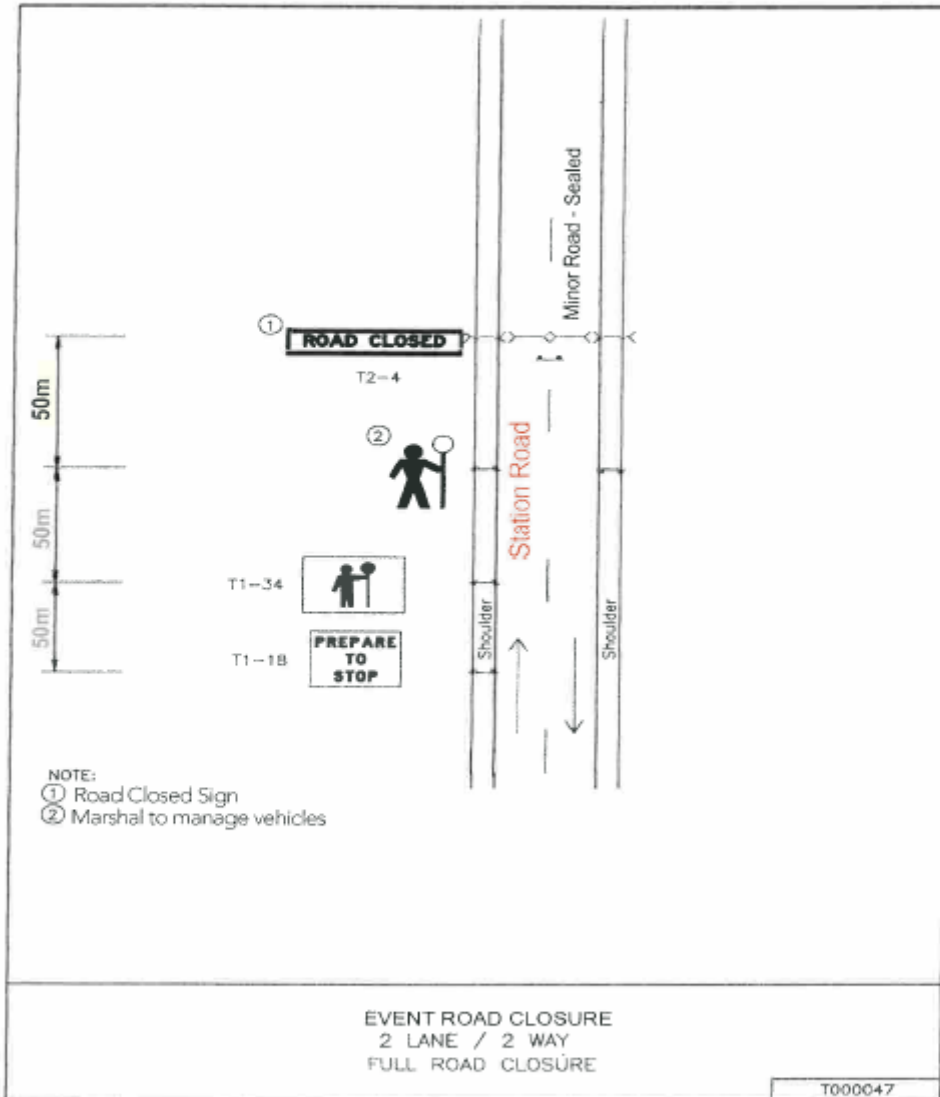 Minor Road - Sealed
① ROAD CLOSED
T2-4
50m
②
50m
Station Road
T1-34
50m
Shoulder
Shoulder
T1-18
PREPARE
TO
STOP
NOTE:
① Road Closed Sign
② Marshal to manage vehicles
EVENT ROAD CLOSURE
2 LANE / 2 WAY
FULL ROAD CLOSURE
T000047